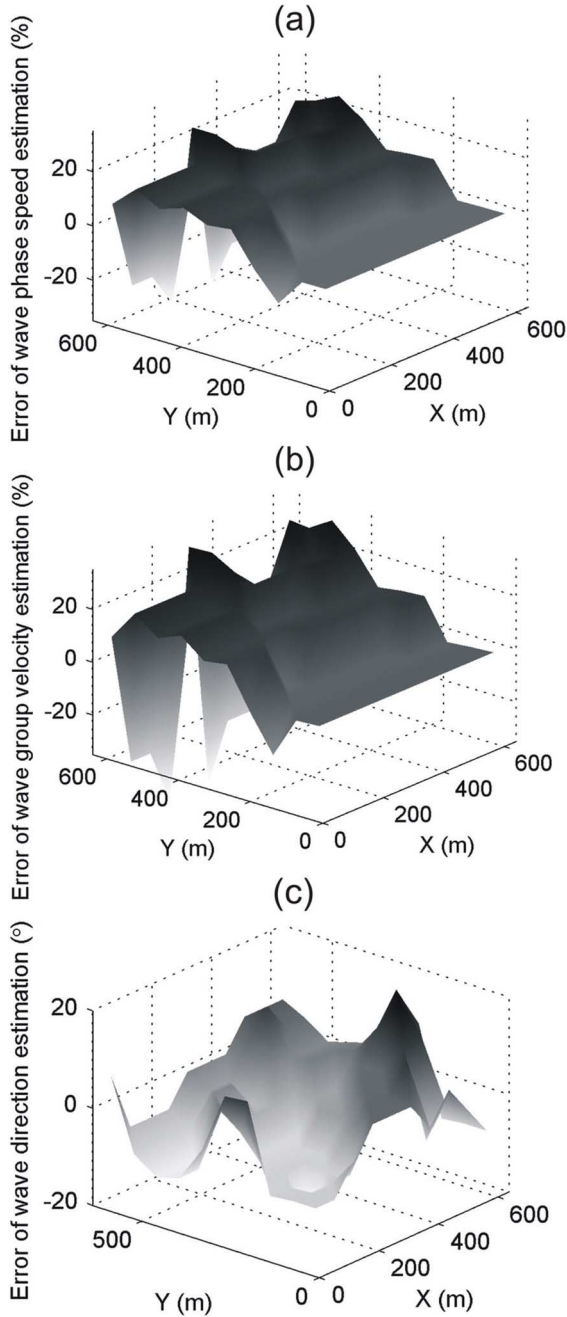 (a)
Error of wave phase speed estimation (%)
20
0
-20
600
400
200
0
0
200
400
600
Y (m)
X (m)
(b)
Error of wave group velocity estimation (%)
20
0
-20
600
400
200
0
0
200
400
600
Y (m)
X (m)
(c)
Error of wave direction estimation (°)
20
0
-20
500
0
0
200
400
600
Y (m)
X (m)